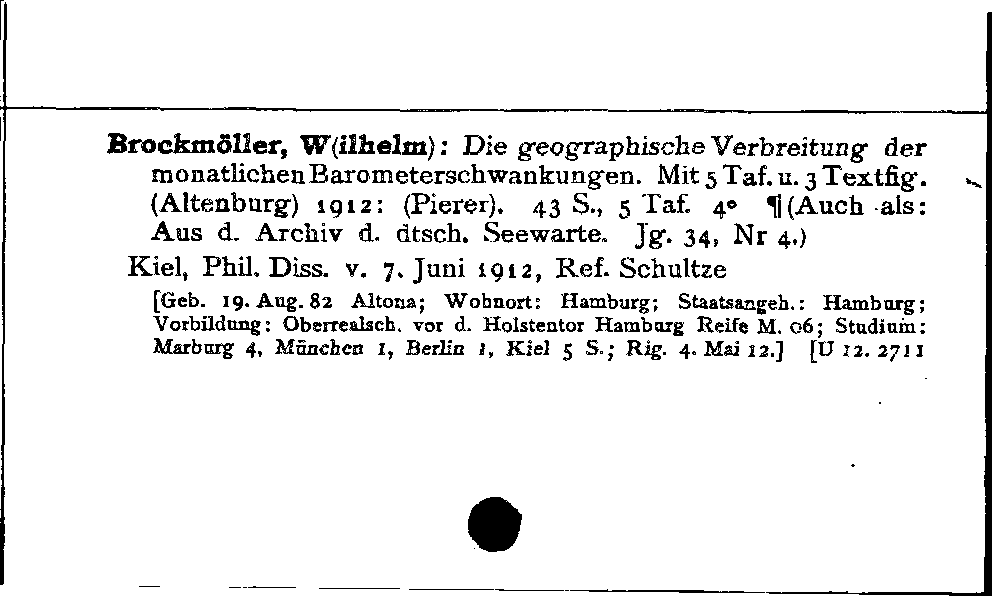 Brockmöller, W(ilhelm): Die geographische Verbreitung der
monatlichen Barometerschwankungen. Mit 5 Taf. u. 3 Textfig.
(Altenburg) 1912: (Pierer). 43 S., 5 Taf. 4° ¶(Auch als:
Aus d. Archiv d. dtsch. Seewarte. Jg. 34, Nr 4.)
Kiel, Phil. Diss. v. 7. Juni 1912, Ref. Schultze
[Geb. 19. Aug. 82 Altona; Wohnort: Hamburg; Staatsangeh.: Hamburg;
Vorbildung: Oberrealsch. vor d. Holstentor Hamburg Reife M. 06; Studium:
Marburg 4, München 1, Berlin 1, Kiel 5 S.; Rig. 4. Mai 12.] [U 12. 2711